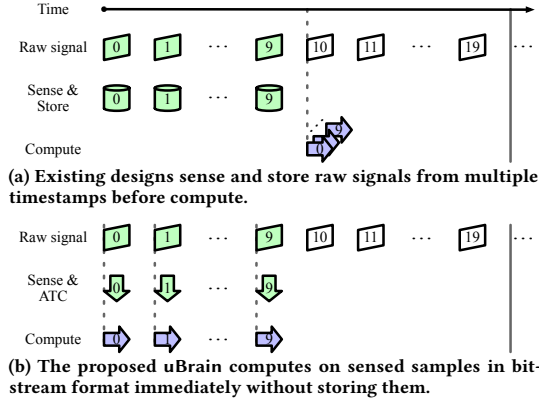 Time
Raw signal 0 1 ... 9 10 11 ... 19 ...
Sense &
Store
0 1 ... 9
Compute 0 9
(a) Existing designs sense and store raw signals from multiple
timestamps before compute.
Raw signal 0 1 ... 9 10 11 ... 19 ...
Sense &
ATC
0 1 ... 9
Compute 0 1 ... 9
(b) The proposed uBrain computes on sensed samples in bit-
stream format immediately without storing them.